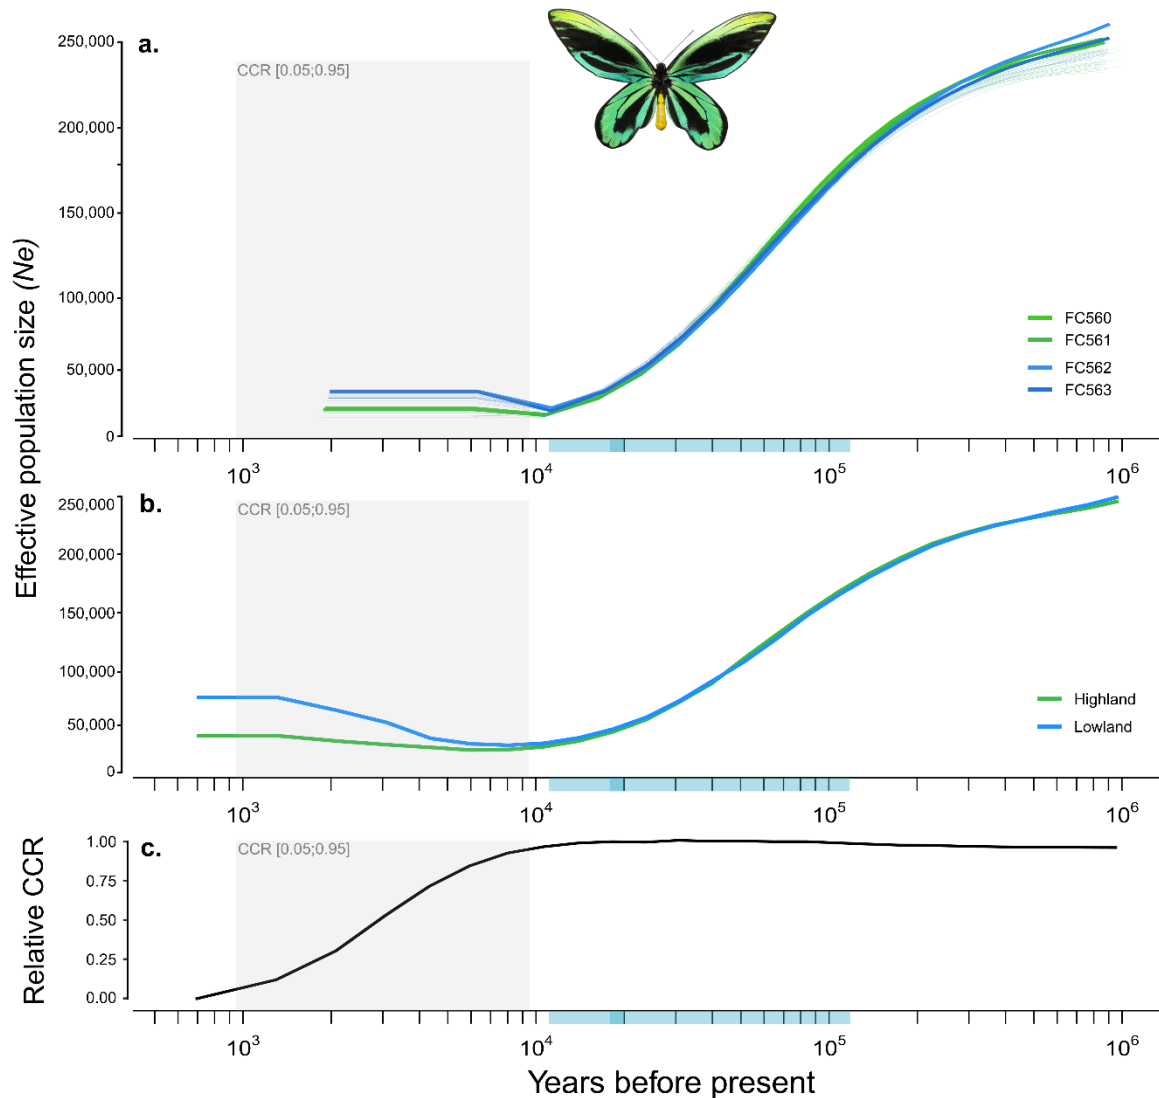 a.
CCR [0.05;0.95]
250,000
200,000
150,000
100,000
50,000
0
FC560
FC561
FC562
FC563
10³
10⁴
10⁵
10⁶
Effective population size (Ne)
b.
CCR [0.05;0.95]
250,000
200,000
150,000
100,000
50,000
0
Highland
Lowland
10³
10⁴
10⁵
10⁶
c.
CCR [0.05;0.95]
Relative CCR
1.00
0.75
0.50
0.25
0.00
10³
10⁴
10⁵
10⁶
Years before present